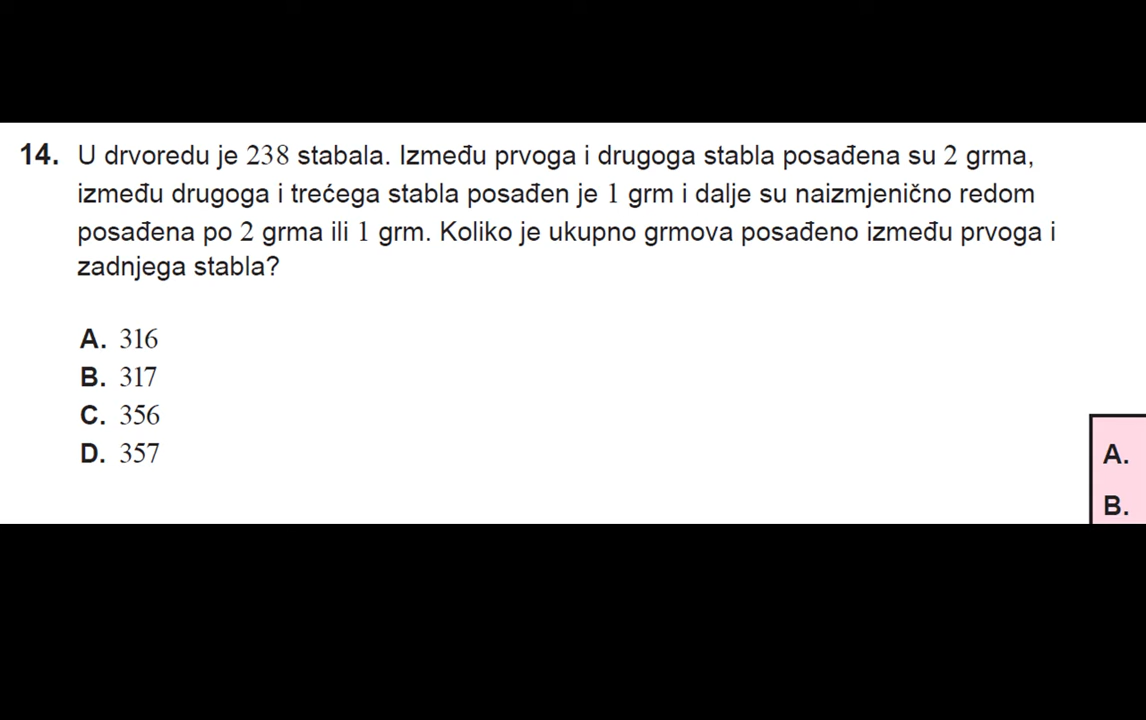 14. U drvoredu je 238 stabala. Između prvoga i drugoga stabla posađena su 2 grma,
između drugoga i trećega stabla posađen je 1 grm i dalje su naizmjenično redom
posađena po 2 grma ili 1 grm. Koliko je ukupno grmova posađeno između prvoga i
zadnjega stabla?
A. 316
B. 317
C. 356
D. 357
A.
B.